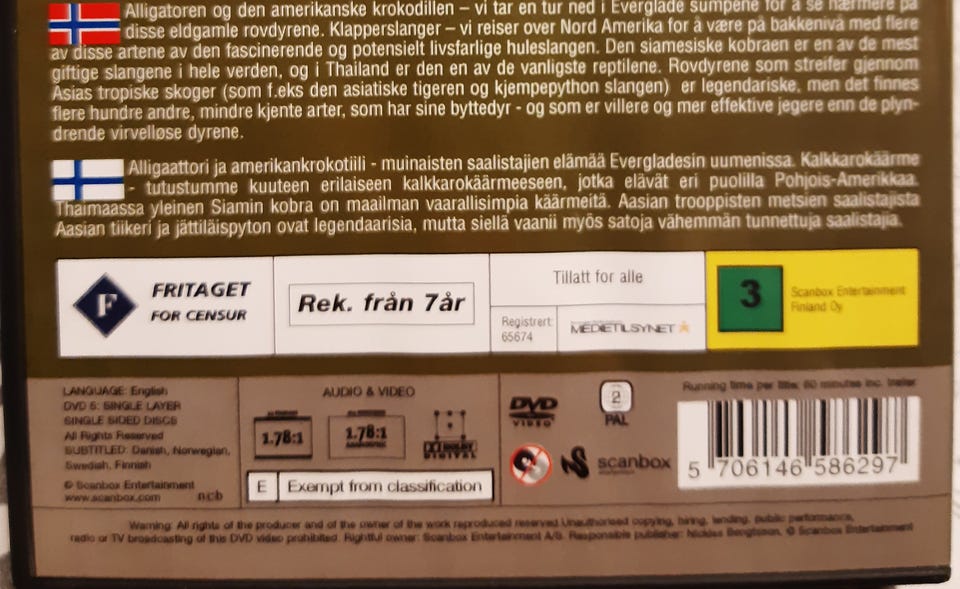 Alligatoren og den amerikanske krokodillen – vi tar en tur ned i Everglade sumpene for å se nærmere på
disse eldgamle rovdyrene. Klapperslanger – vi reiser over Nord Amerika for å være på bakkenivå med flere
av disse artene av den fascinerende og potensielt livsfarlige huleslangen. Den siamesiske kobraen er en av de mest
giftige slangene i hele verden, og i Thailand er den en av de vanligste reptilene. Rovdyrene som streifer gjennom
Asias tropiske skoger (som f.eks den asiatiske tigeren og kjempepython slangen) er legendariske, men det finnes
flere hundre andre, mindre kjente arter, som har sine byttedyr - og som er villere og mer effektive jegere enn de plyn-
drende virvelløse dyrene.
Alligaattori ja amerikankrokotiili - muinaisten saalistajien elämää Evergladesin uumenissa. Kalkkarokäärme
- tutustumme kuuteen erilaiseen kalkkarokäärmeeseen, jotka elävät eri puolilla Pohjois-Amerikkaa.
Thaimaassa yleinen Siamin kobra on maailman vaarallisimpia käärmeitä. Aasian trooppisten metsien saalistajista
Aasian tiikeri ja jättiläispyton ovat legendaarisia, mutta siellä vaanii myös satoja vähemmän tunnettuja saalistajia.
F
FRITAGET
FOR CENSUR
Rek. från 7år
Tillatt for alle
Registrert
65674
MEDIETILSYNET
3
Scanbox Entertainment
Finland Oy
LANGUAGE: English
DVD 5: SINGLE LAYER
SINGLE SIDED DISCS
All Rights Reserved
SUBTITLED: Danish, Norwegian,
Swedish, Finnish
© Scanbox Entertainment
www.scanbox.com
ncb
AUDIO & VIDEO
1.78:1
1.78:1
DOLBY
DIGITAL
E Exempt from classification
DVD
VIDEO
2
PAL
scanbox
Running time per title: 60 minutes inc. trailer
5 706146 586297
Warning: All rights of the producer and of the owner of the work reproduced reserved. Unauthorised copying, hiring, lending, public performance,
radio or TV broadcasting of this DVD video prohibited. Rightful owner: Scanbox Entertainment A/S. Responsible publisher: Nicklas Bengtsson, © Scanbox Entertainment